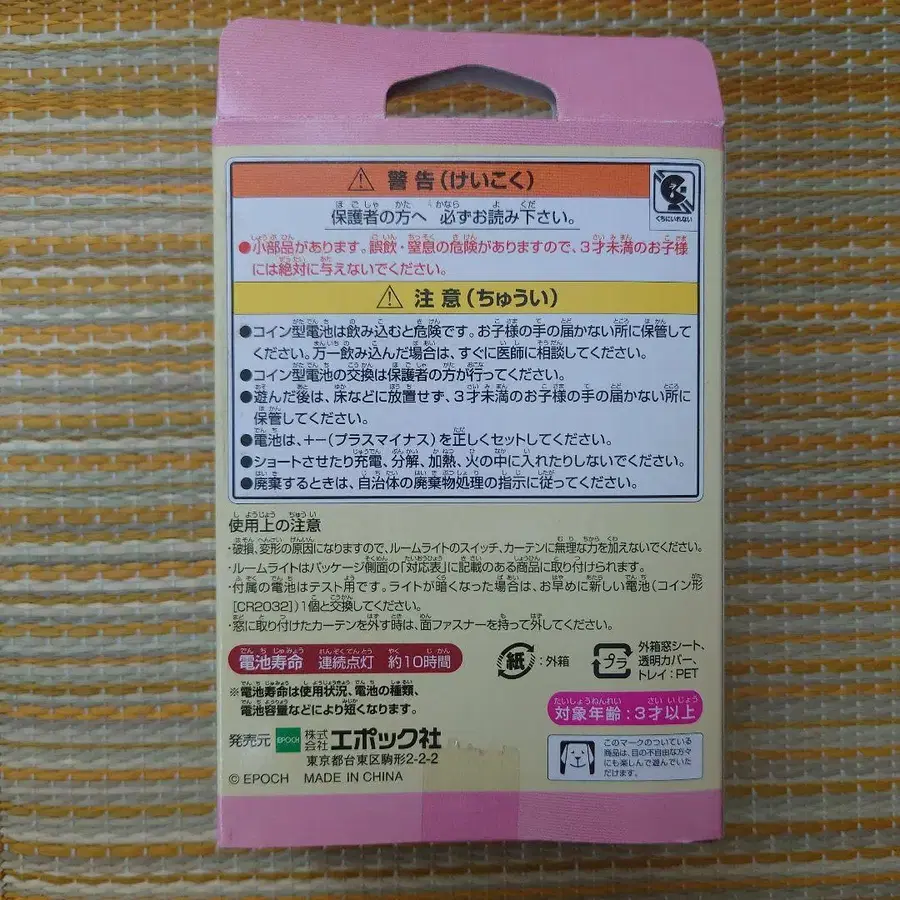 警告（けいこく）
くちにいれない
保護者の方へ 必ずお読み下さい。
●小部品があります。誤飲・窒息の危険がありますので、3才未満のお子様
には絶対に与えないでください。
注意（ちゅうい）
●コイン型電池は飲み込むと危険です。お子様の手の届かない所に保管して
ください。万一飲み込んだ場合は、すぐに医師に相談してください。
●コイン型電池の交換は保護者の方が行ってください。
●遊んだ後は、床などに放置せず、3才未満のお子様の手の届かない所に
保管してください。
●電池は、+-（プラスマイナス）を正しくセットしてください。
●ショートさせたり充電、分解、加熱、火の中に入れたりしないでください。
●廃棄するときは、自治体の廃棄物処理の指示に従ってください。
使用上の注意
・破損、変形の原因になりますので、ルームライトのスイッチ、カーテンに無理な力を加えないでください。
・ルームライトはパッケージ側面の「対応表」に記載のある商品に取り付けられます。
・付属の電池はテスト用です。ライトが暗くなった場合は、お早めに新しい電池（コイン形
[CR2032]）1個と交換してください。
・窓に取り付けたカーテンを外す時は、面ファスナーを持って外してください。
電池寿命 連続点灯 約10時間
※電池寿命は使用状況、電池の種類、
電池容量などにより短くなります。
紙：外箱
プラ
外箱窓シート、
透明カバー、
トレイ：PET
対象年齢：3才以上
発売元 EPOCH 株式会社 エポック社
東京都台東区駒形2-2-2
© EPOCH MADE IN CHINA
このマークのついている
商品は、目の不自由な方々
にも楽しんで遊んでいた
だけます。